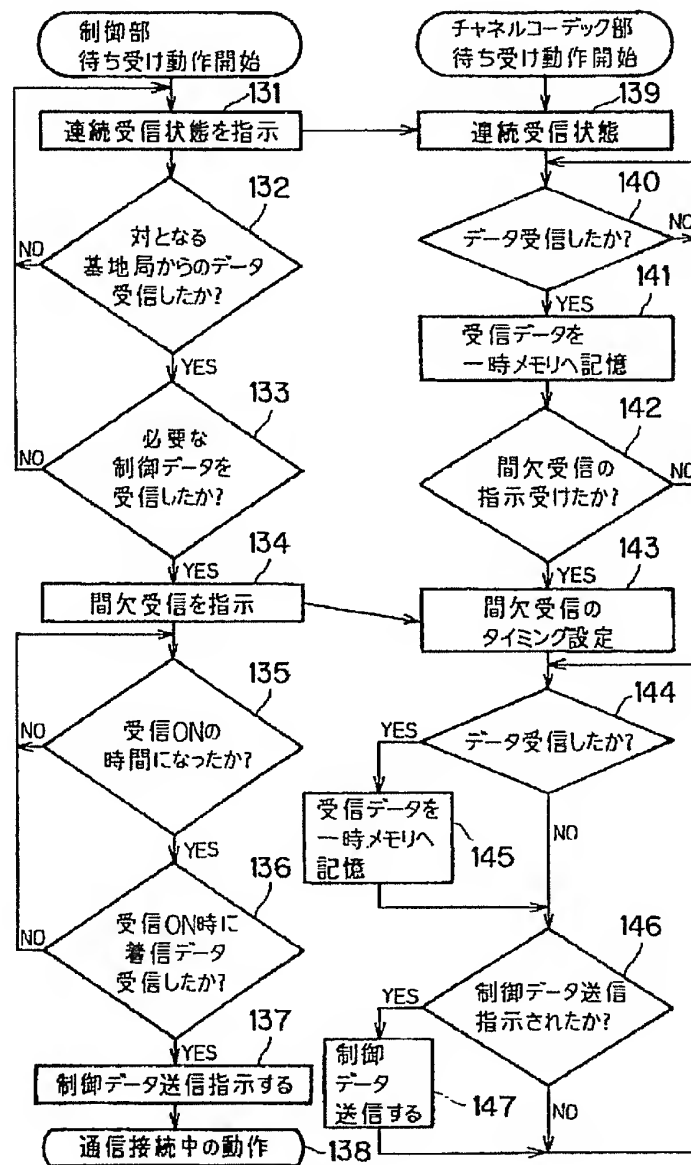 制御部
待ち受け動作開始
131
連続受信状態を指示
132
対となる
基地局からのデータ
受信したか?
NO
YES
133
必要な
制御データを
受信したか?
NO
YES
134
間欠受信を指示
135
受信ONの
時間になったか?
NO
YES
136
受信ON時に
着信データ
受信したか?
NO
YES
137
制御データ送信指示する
通信接続中の動作
138
チャネルコーデック部
待ち受け動作開始
139
連続受信状態
140
データ受信したか?
NO
YES
141
受信データを
一時メモリへ記憶
142
間欠受信の
指示受けたか?
NO
YES
143
間欠受信の
タイミング設定
144
データ受信したか?
YES
NO
受信データを
一時メモリへ
記憶
145
146
制御データ送信
指示されたか?
YES
NO
制御
データ
送信する
147